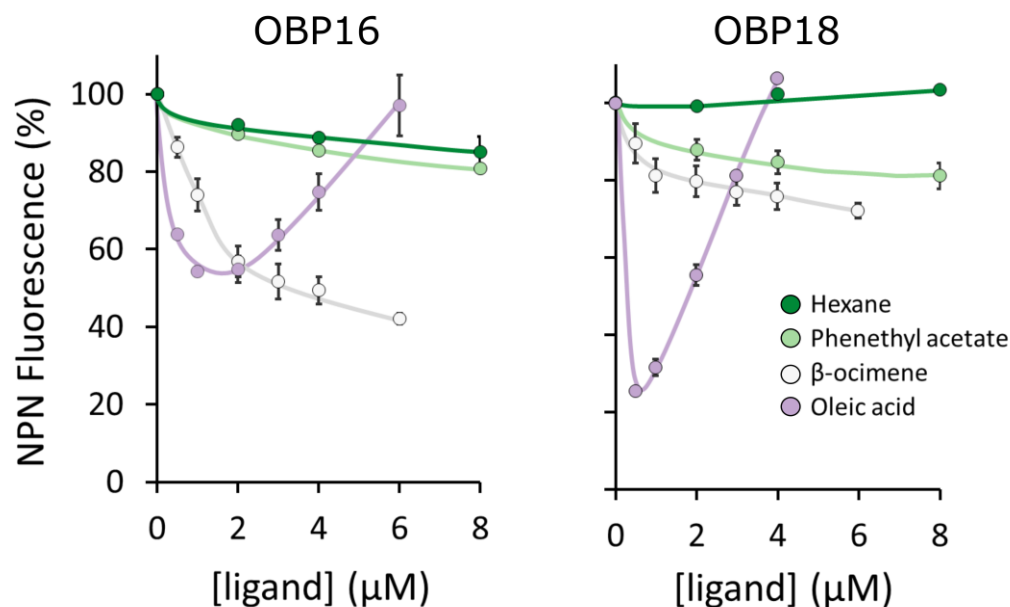 OBP16
OBP18
NPN Fluorescence (%)
100
80
60
40
20
0
0 2 4 6 8
0 2 4 6 8
[ligand] (μM)
[ligand] (μM)
Hexane
Phenethyl acetate
β-ocimene
Oleic acid